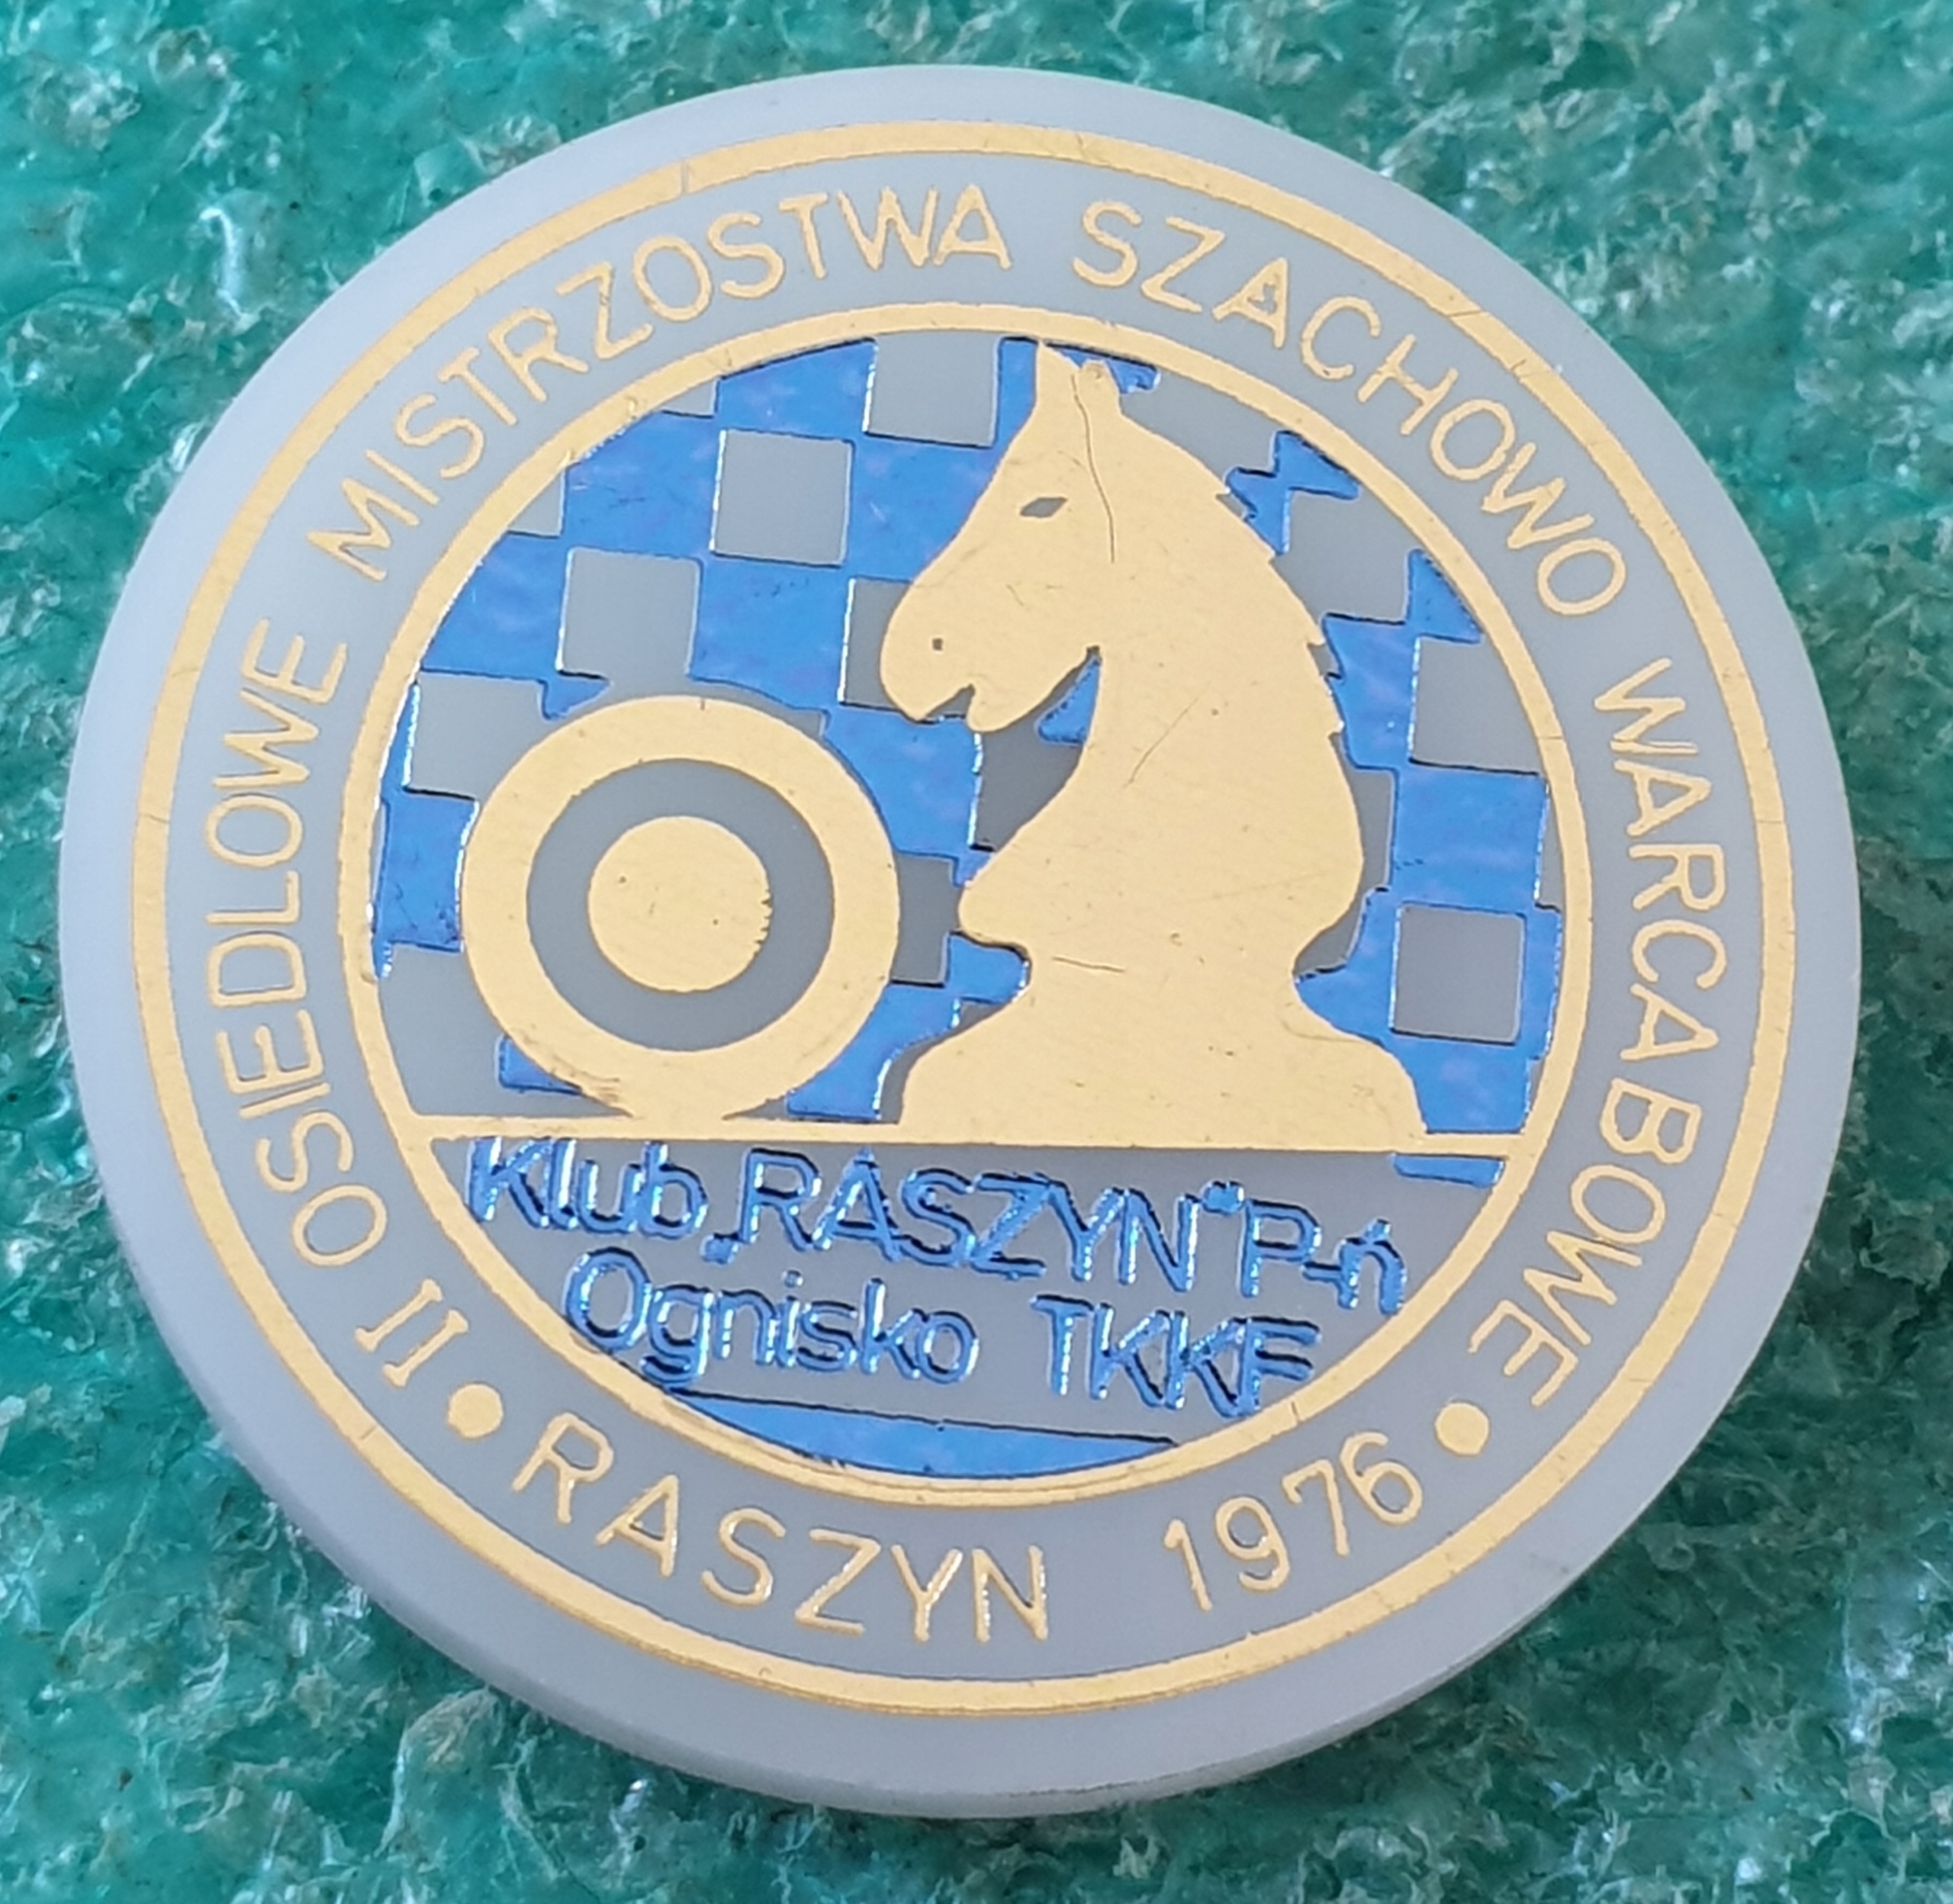 II OSIEDLOWE MISTRZOSTWA SZACHOWO WARCABOWE
Klub „RASZYN” P-ń
Ognisko TKKF
• RASZYN 1976 •